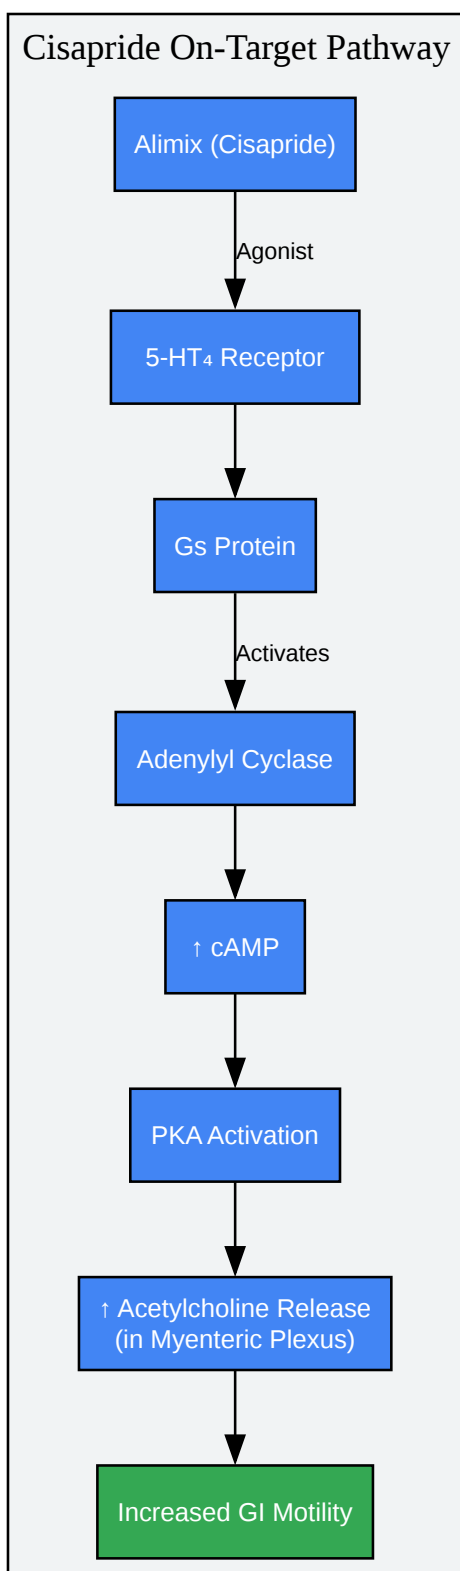 Cisapride On-Target Pathway
Alimix (Cisapride)
Agonist
5-HT₄ Receptor
Gs Protein
Activates
Adenylyl Cyclase
↑ cAMP
PKA Activation
↑ Acetylcholine Release
(in Myenteric Plexus)
Increased GI Motility